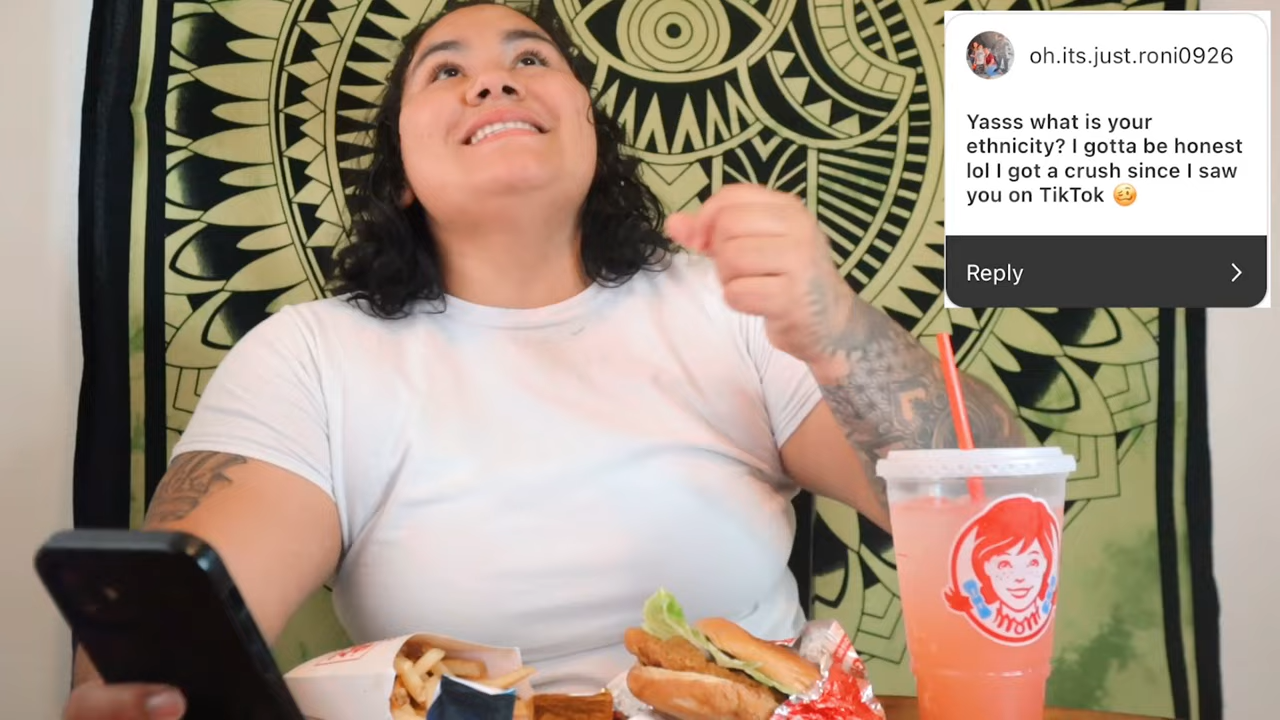 oh.its.just.roni0926
Yasss what is your
ethnicity? I gotta be honest
lol I got a crush since I saw
you on TikTok 🥴
Reply